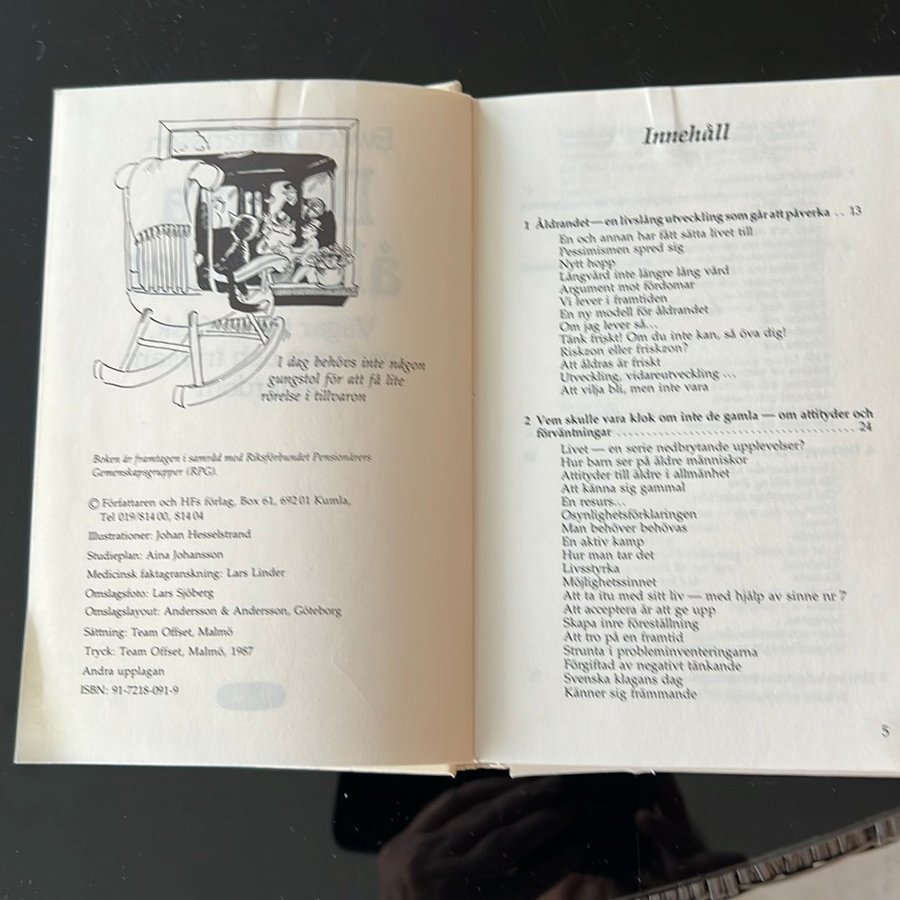 I dag behövs inte någon
gungstol för att få lite
rörelse i tillvaron
Boken är framtagen i samråd med Riksförbundet Pensionärers
Gemenskapsgrupper (RPG).
© Författaren och HFs förlag, Box 61, 692 01 Kumla,
Tel 019/814 00, 814 04
Illustrationer: Johan Hesselstrand
Studieplan: Aina Johansson
Medicinsk faktagranskning: Lars Linder
Omslagsfoto: Lars Sjöberg
Omslagslayout: Andersson & Andersson, Göteborg
Sättning: Team Offset, Malmö
Tryck: Team Offset, Malmö, 1987
Andra upplagan
ISBN: 91-7218-091-9
Innehåll
1 Åldrandet — en livslång utveckling som går att påverka . . 13
En och annan har fått sätta livet till
Pessimismen spred sig
Nytt hopp
Långvård inte längre lång vård
Argument mot fördomar
Vi lever i framtiden
En ny modell för åldrandet
Om jag lever så...
Tänk friskt! Om du inte kan, så öva dig!
Riskzon eller friskzon?
Att åldras är friskt
Utveckling, vidareutveckling ...
Att vilja bli, men inte vara
2 Vem skulle vara klok om inte de gamla — om attityder och
förväntningar . . . . . . . . . . . . . . . . . . . . . . . . . . . . . . . . . . . 24
Livet — en serie nedbrytande upplevelser?
Hur barn ser på äldre människor
Attityder till äldre i allmänhet
Att känna sig gammal
En resurs...
Osynlighetsförklaringen
Man behöver behövas
En aktiv kamp
Hur man tar det
Livsstyrka
Möjlighetssinnet
Att ta itu med sitt liv — med hjälp av sinne nr 7
Att acceptera är att ge upp
Skapa inre föreställning
Att tro på en framtid
Strunta i probleminventeringarna
Förgiftad av negativt tänkande
Svenska klagans dag
Känner sig främmande
5